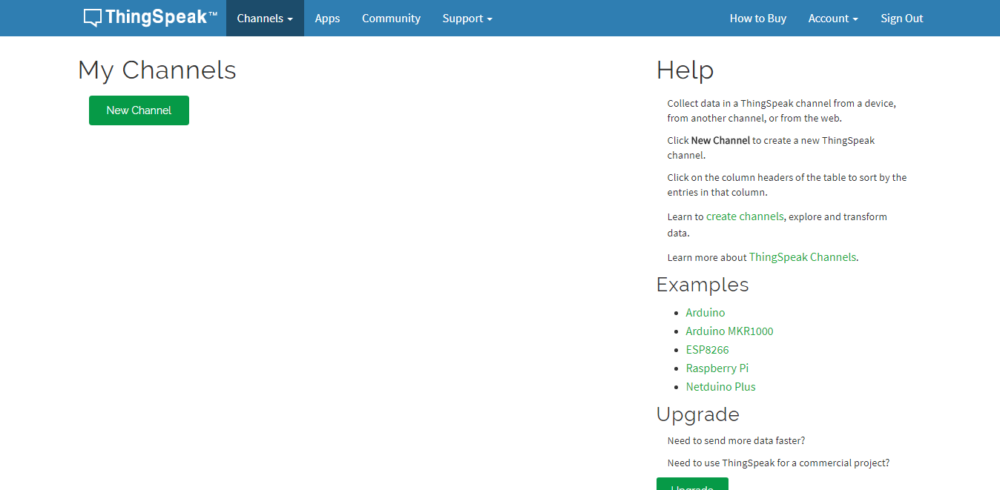 ThingSpeak™ Channels Apps Community Support How to Buy Account Sign Out
My Channels
New Channel
Help
Collect data in a ThingSpeak channel from a device,
from another channel, or from the web.
Click New Channel to create a new ThingSpeak
channel.
Click on the column headers of the table to sort by the
entries in that column.
Learn to create channels, explore and transform
data.
Learn more about ThingSpeak Channels.
Examples
Arduino
Arduino MKR1000
ESP8266
Raspberry Pi
Netduino Plus
Upgrade
Need to send more data faster?
Need to use ThingSpeak for a commercial project?
Upgrade